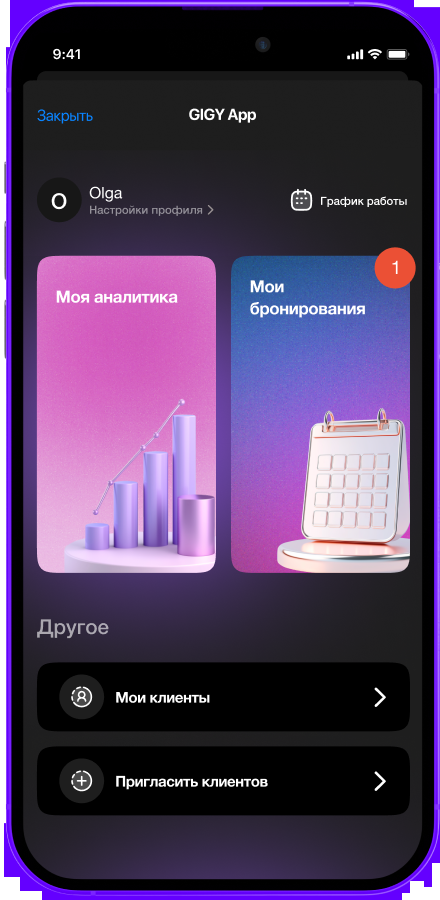 9:41
Закрыть
GIGY App
O
Olga
Настройки профиля
График работы
Моя аналитика
Мои
бронирования
1
Другое
Мои клиенты
Пригласить клиентов